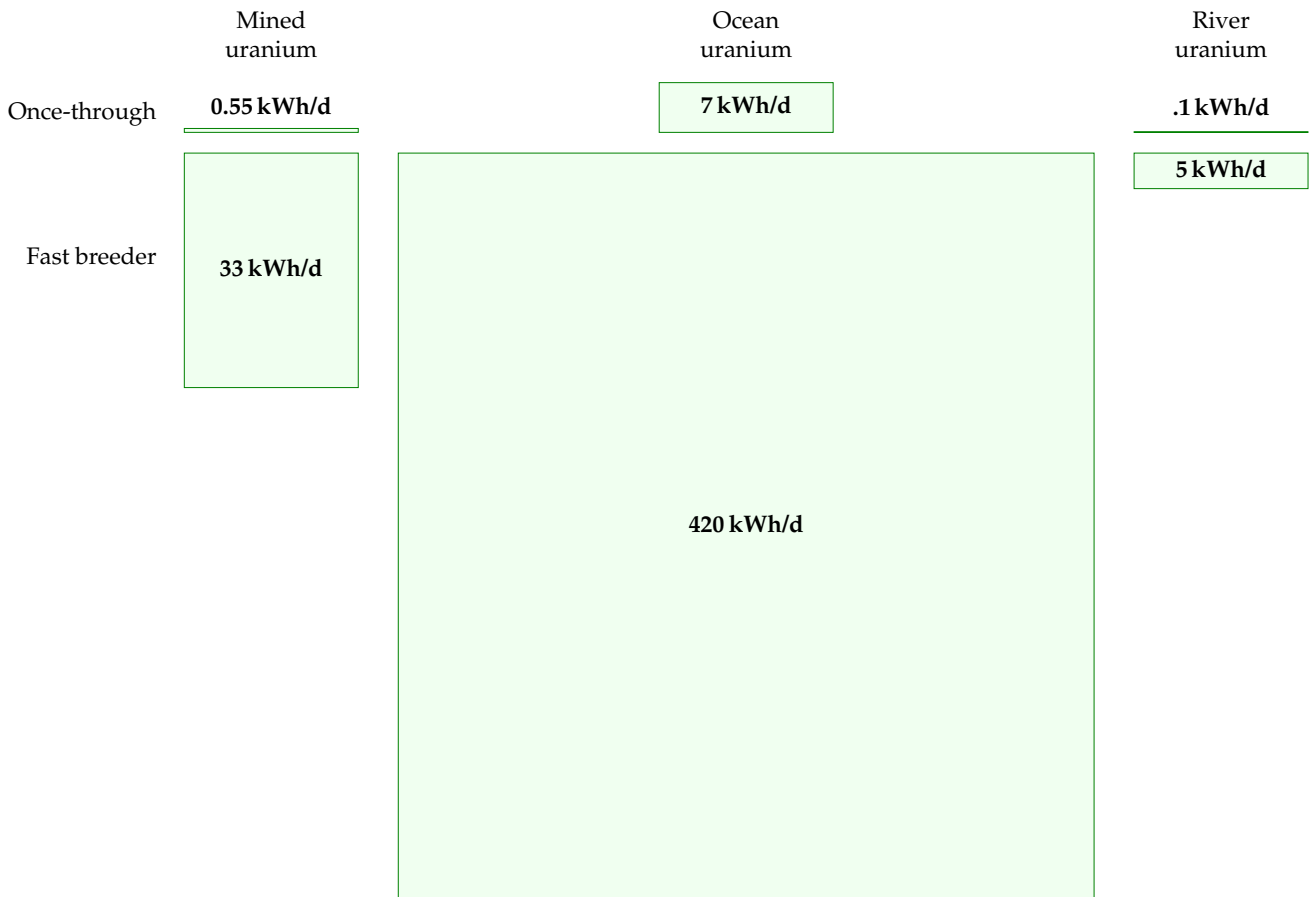 Mined
uranium
Ocean
uranium
River
uranium
Once-through
0.55 kWh/d
7 kWh/d
.1 kWh/d
Fast breeder
33 kWh/d
420 kWh/d
5 kWh/d